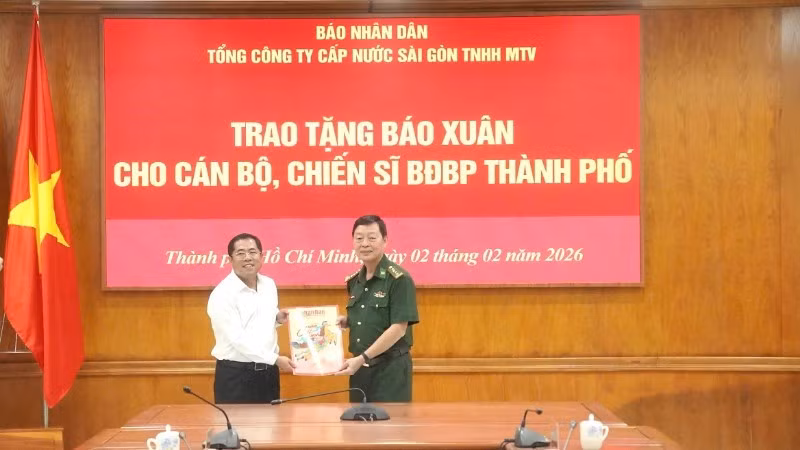 BÁO NHÂN DÂN
TỔNG CÔNG TY CẤP NƯỚC SÀI GÒN TNHH MTV
TRAO TẶNG BÁO XUÂN
CHO CÁN BỘ, CHIẾN SĨ BĐBP THÀNH PHỐ
Thành Hồ Chí Minh, ngày 02 tháng 02 năm 2026
NhânDân